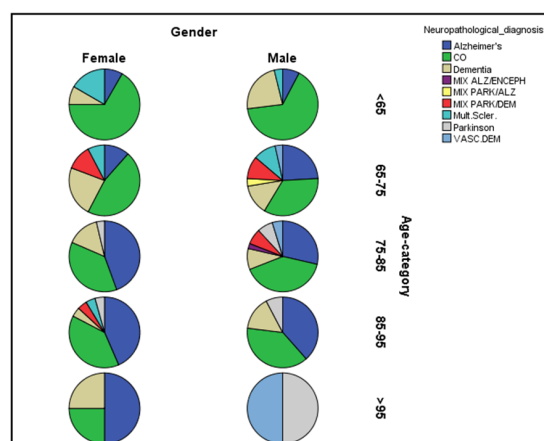 Gender
Female
Male
Neuropathological_diagnosis
Alzheimer's
CO
Dementia
MIX ALZ/ENCEPH
MIX PARK/ALZ
MIX PARK/DEM
Mult.Scler.
Parkinson
VASC.DEM
<65
65-75
75-85
85-95
>95
Age-category